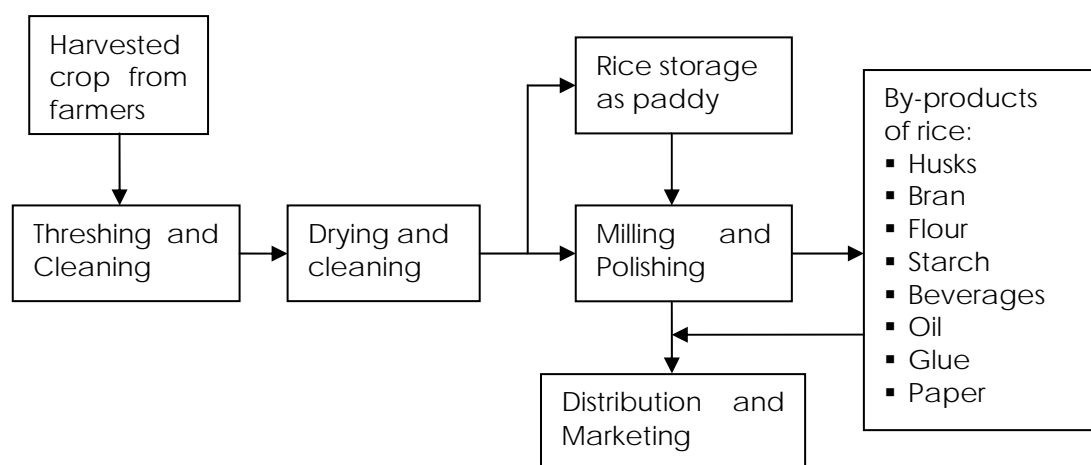 Harvested
crop from
farmers
Rice storage
as paddy
By-products
of rice:
▪ Husks
▪ Bran
▪ Flour
▪ Starch
▪ Beverages
▪ Oil
▪ Glue
▪ Paper
Threshing and
Cleaning
Drying and
cleaning
Milling and
Polishing
Distribution and
Marketing